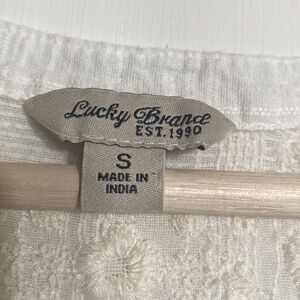 Lucky Brand
EST. 1990
S
MADE IN
INDIA